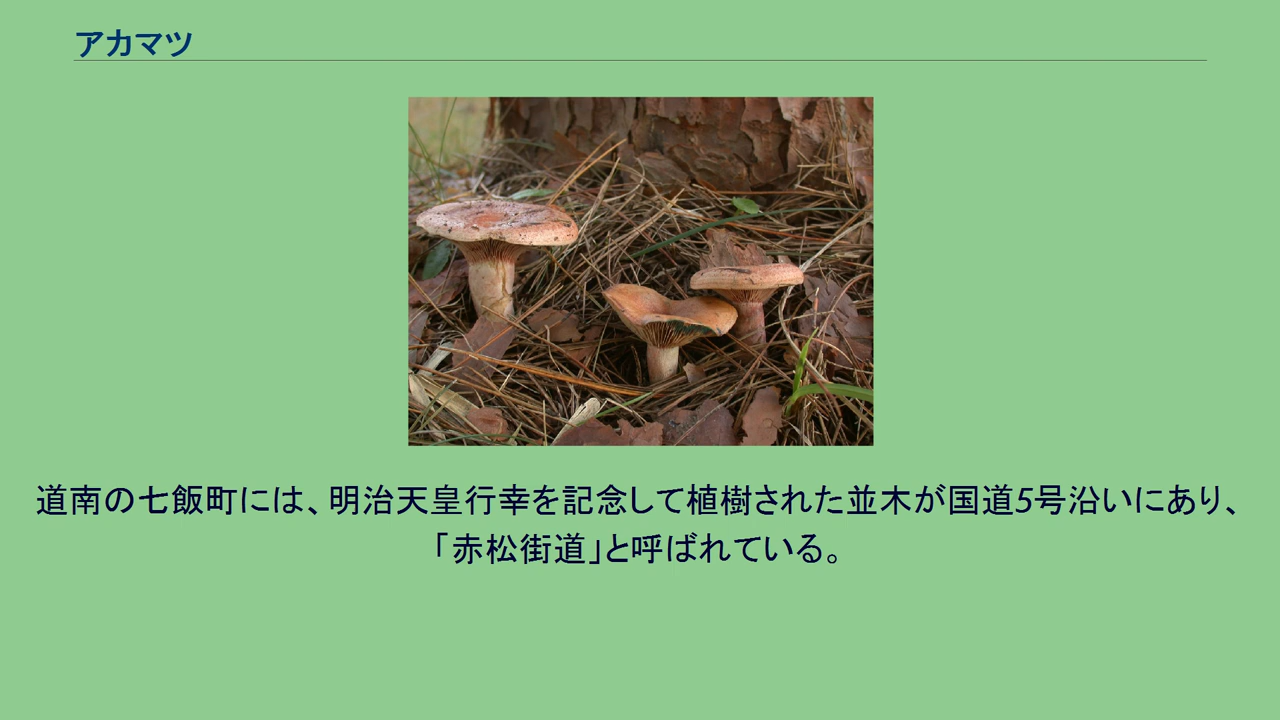 アカマツ
道南の七飯町には、明治天皇行幸を記念して植樹された並木が国道5号沿いにあり、
「赤松街道」と呼ばれている。